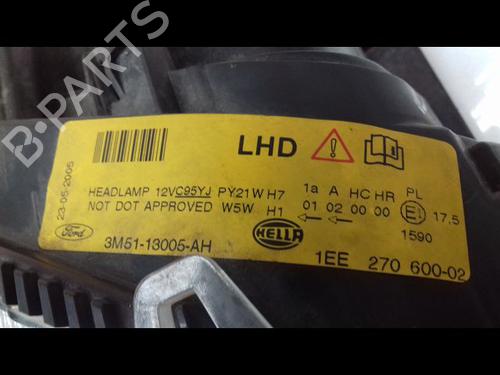 B-PARTS
LHD
23-05-2005
HEADLAMP 12VC95YJ PY21W H7 1a A HC HR PL
NOT DOT APPROVED W5W H1 01 02 00 00 E1 17.5
1590
Ford 3M51-13005-AH HELLA 1EE 270 600-02